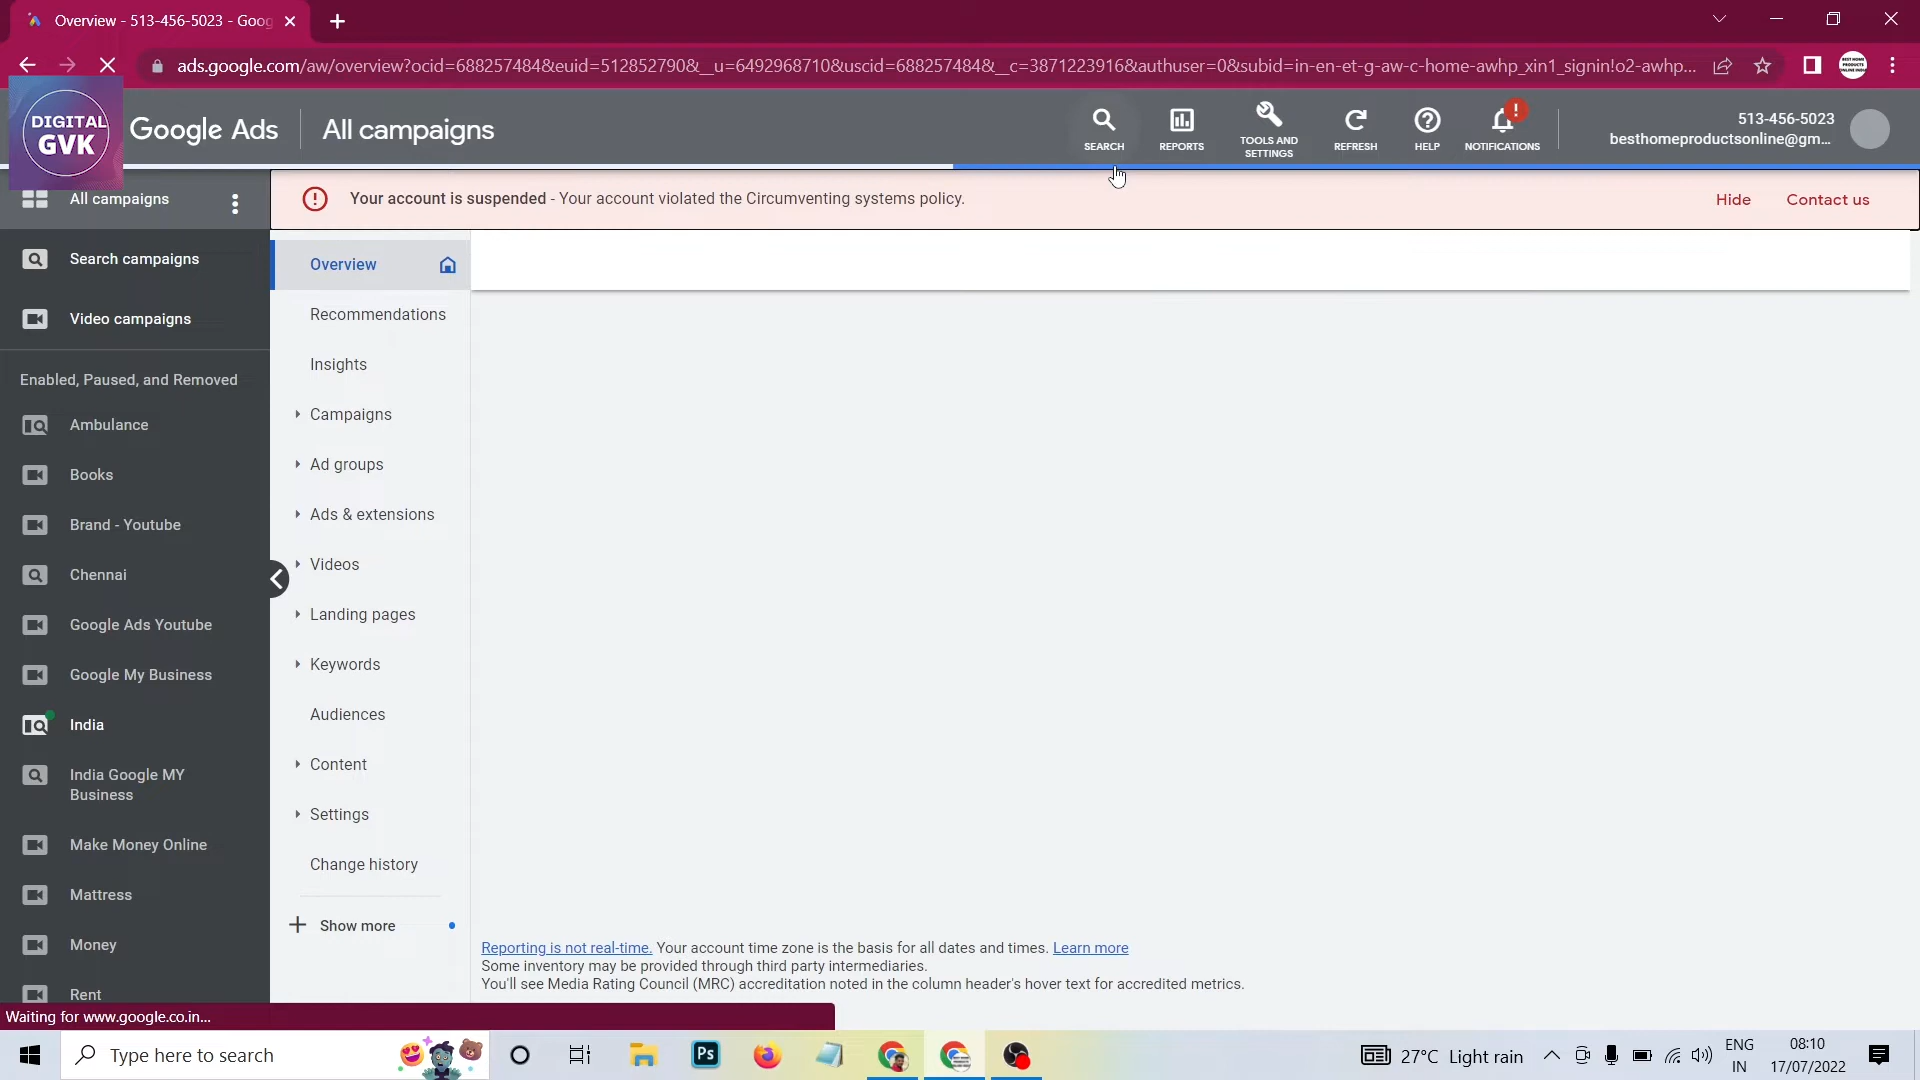 Overview - 513-456-5023 - Goog
ads.google.com/aw/overview?ocid=688257484&euid=512852790&__u=6492968710&uscid=688257484&__c=3871223916&authuser=0&subid=in-en-et-g-aw-c-home-awhp_xin1_signin!o2-awhp...
DIGITAL
GVK
Google Ads
All campaigns
SEARCH
REPORTS
TOOLS AND
SETTINGS
REFRESH
HELP
NOTIFICATIONS
513-456-5023
besthomeproductsonline@gm...
Your account is suspended - Your account violated the Circumventing systems policy.
Hide
Contact us
All campaigns
Search campaigns
Video campaigns
Enabled, Paused, and Removed
Ambulance
Books
Brand - Youtube
Chennai
Google Ads Youtube
Google My Business
India
India Google MY
Business
Make Money Online
Mattress
Money
Rent
Overview
Recommendations
Insights
Campaigns
Ad groups
Ads & extensions
Videos
Landing pages
Keywords
Audiences
Content
Settings
Change history
Show more
Reporting is not real-time. Your account time zone is the basis for all dates and times. Learn more
Some inventory may be provided through third party intermediaries.
You'll see Media Rating Council (MRC) accreditation noted in the column header's hover text for accredited metrics.
Waiting for www.google.co.in...
Type here to search
Ps
27°C Light rain
ENG
IN
08:10
17/07/2022